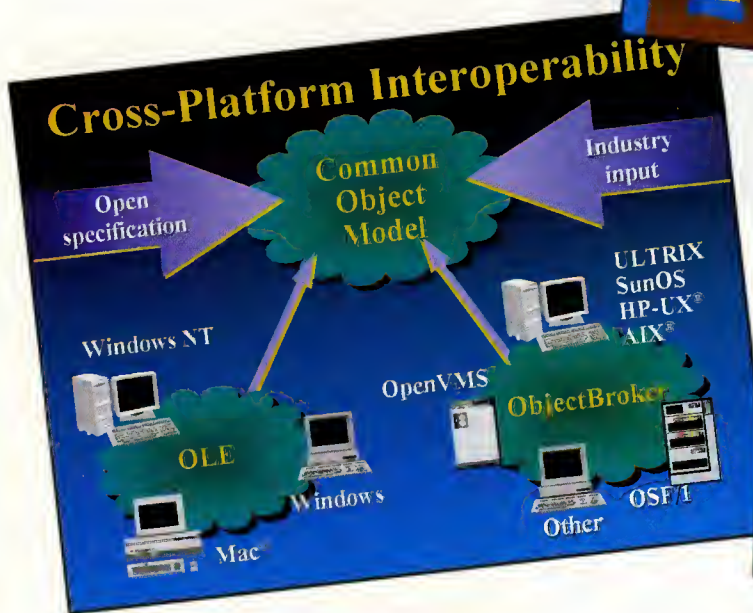 Cross-Platform Interoperability
Open
specification
Common
Object
Model
Industry
input
Windows NT
OLE
Windows
Mac
OpenVMS
ULTRIX
SunOS
HP-UX®
AIX®
ObjectBroker
Other
OSF/1